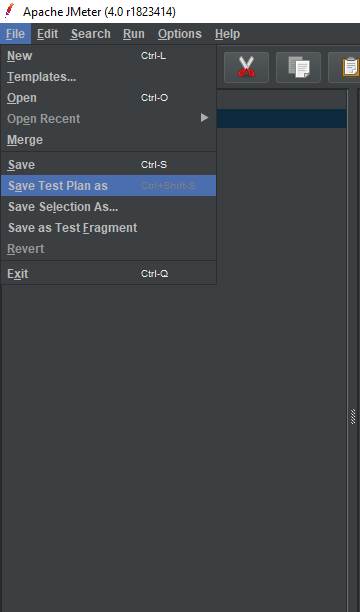 Apache JMeter (4.0 r1823414)
File Edit Search Run Options Help
New Ctrl-L
Templates...
Open Ctrl-O
Open Recent
Merge
Save Ctrl-S
Save Test Plan as Ctrl+Shift-S
Save Selection As...
Save as Test Fragment
Revert
Exit Ctrl-Q